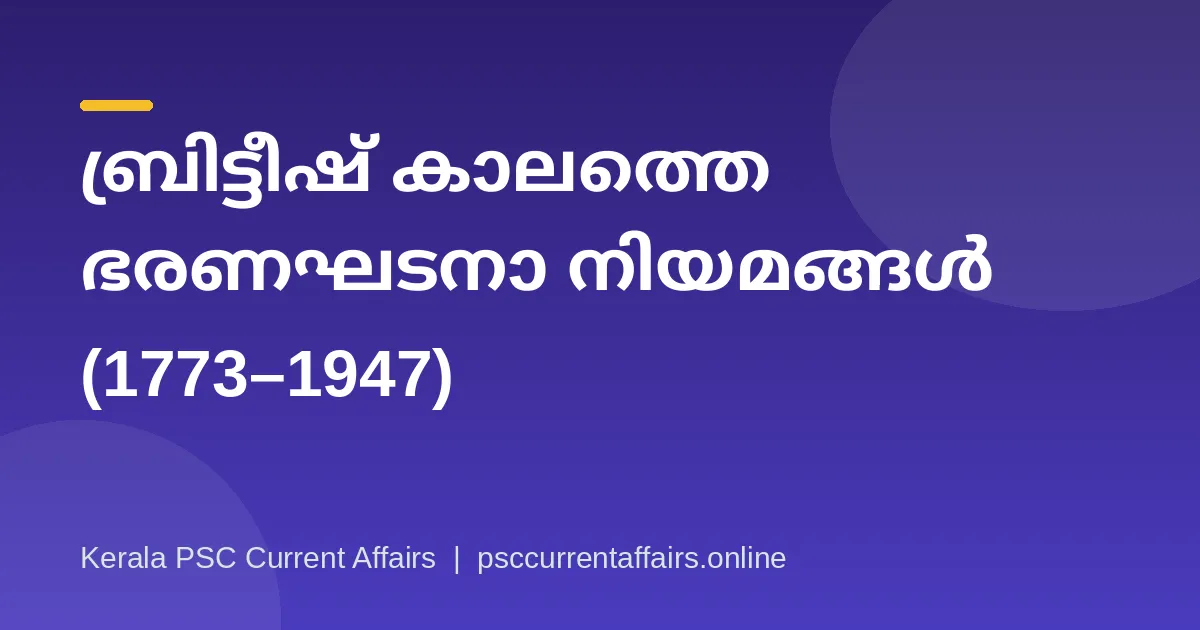 ബ്രിട്ടീഷ് കാലത്തെ
ഭരണഘടനാ നിയമങ്ങൾ
(1773–1947)
Kerala PSC Current Affairs | psccurrentaffairs.online